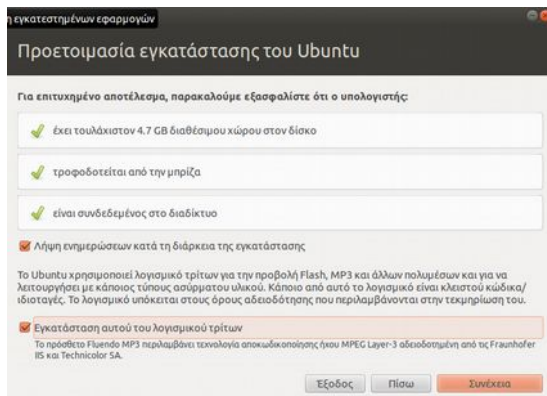 η εγκατεστημένων εφαρμογών
Προετοιμασία εγκατάστασης του Ubuntu
Για επιτυχημένο αποτέλεσμα, παρακαλούμε εξασφαλίστε ότι ο υπολογιστής:
έχει τουλάχιστον 4.7 GB διαθέσιμου χώρου στον δίσκο
τροφοδοτείται από την μπρίζα
είναι συνδεδεμένος στο διαδίκτυο
Λήψη ενημερώσεων κατά τη διάρκεια της εγκατάστασης
Το Ubuntu χρησιμοποιεί λογισμικό τρίτων για την προβολή Flash, MP3 και άλλων πολυμέσων και για να
λειτουργήσει με κάποιος τύπους ασύρματου υλικού. Κάποιο από αυτό το λογισμικό είναι κλειστού κώδικα/
ιδιοταγές. Το λογισμικό υπόκειται στους όρους αδειοδότησης που περιλαμβάνονται στην τεκμηρίωση του.
Εγκατάσταση αυτού του λογισμικού τρίτων
Το πρόσθετο Fluendo MP3 περιλαμβάνει τεχνολογία αποκωδικοποίησης ήχου MPEG Layer-3 αδειοδοτημένη από τις Fraunhofer
IIS και Technicolor SA.
Έξοδος Πίσω Συνέχεια